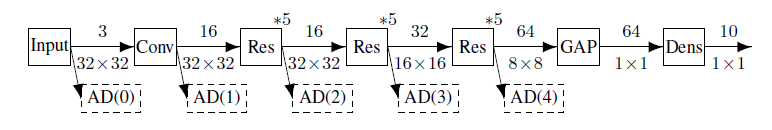 *5 *5 *5
3 16 16 32 64 64 10
Input Conv Res Res Res GAP Dens
32×32 32×32 32×32 16×16 8×8 1×1 1×1
AD(0) AD(1) AD(2) AD(3) AD(4)